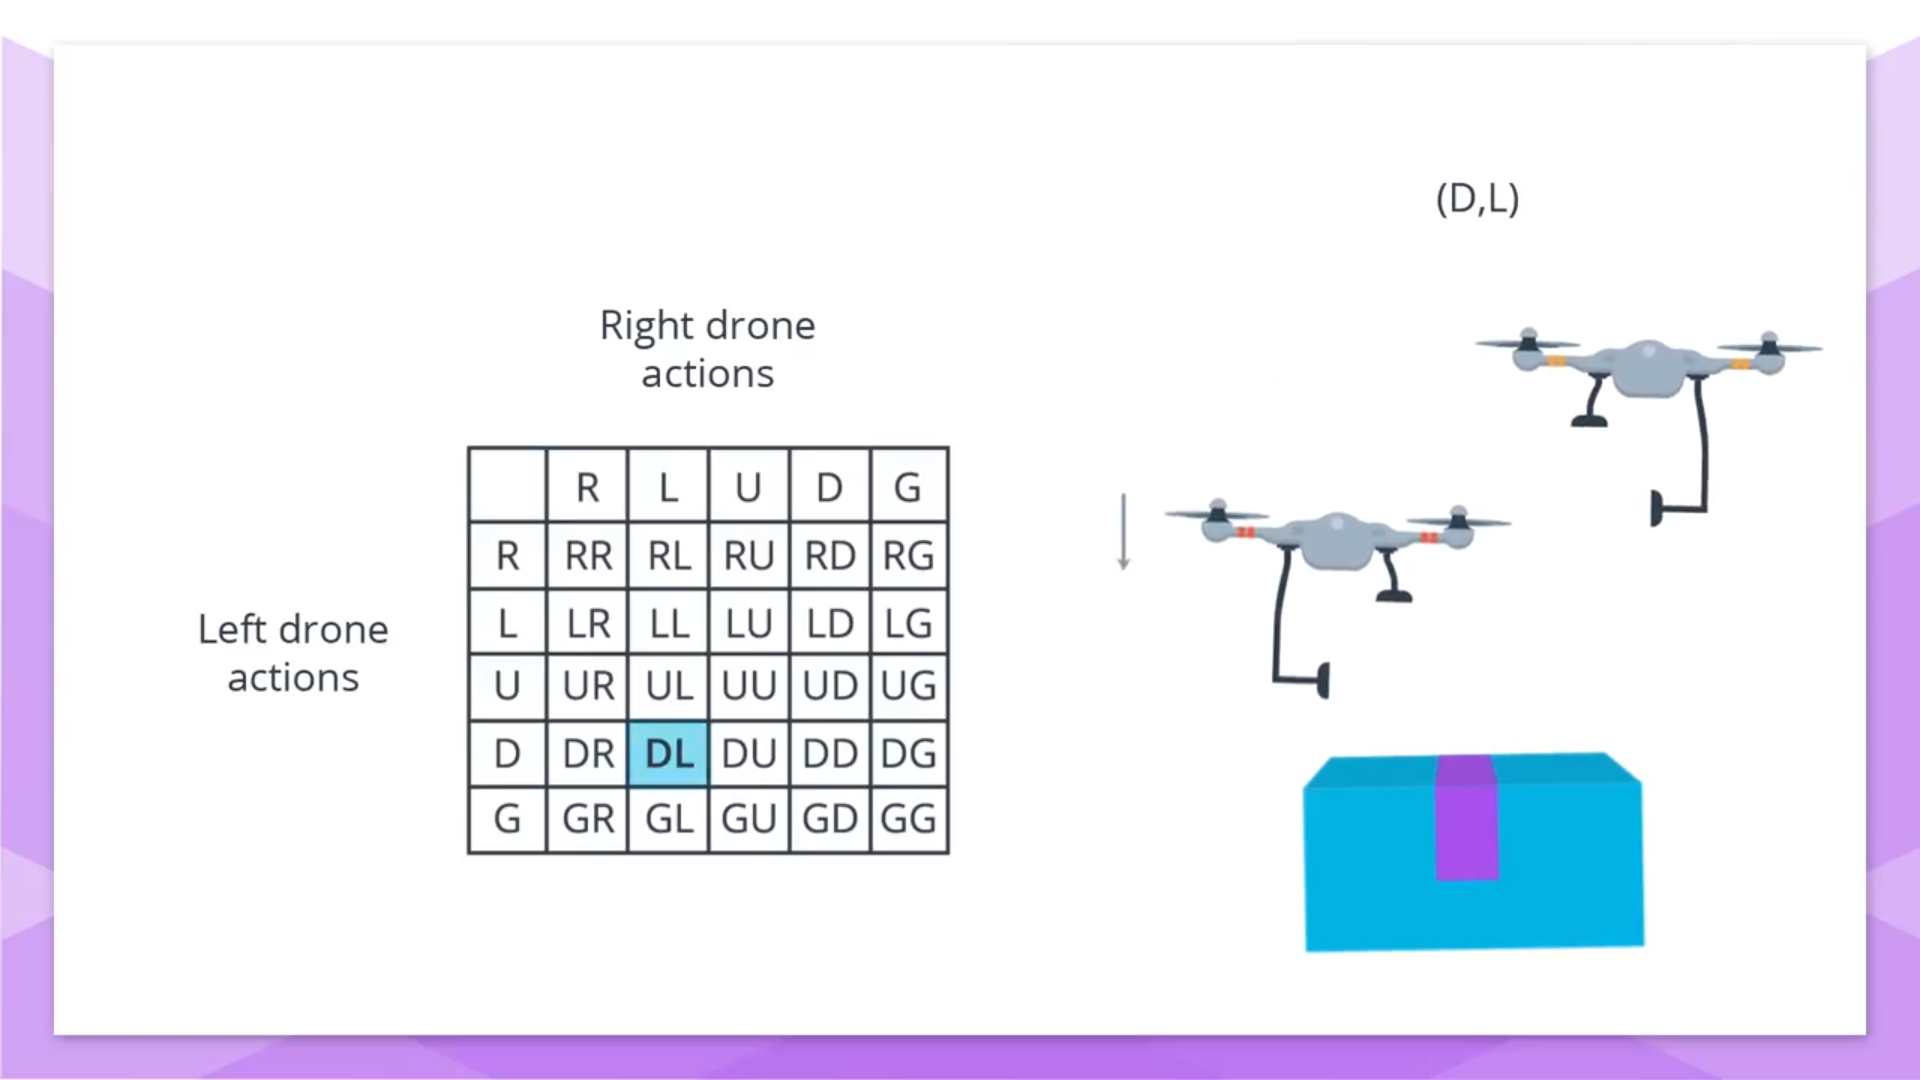 (D,L)
Right drone
actions
R L U D G
R RR RL RU RD RG
Left drone
actions
L LR LL LU LD LG
U UR UL UU UD UG
D DR DL DU DD DG
G GR GL GU GD GG